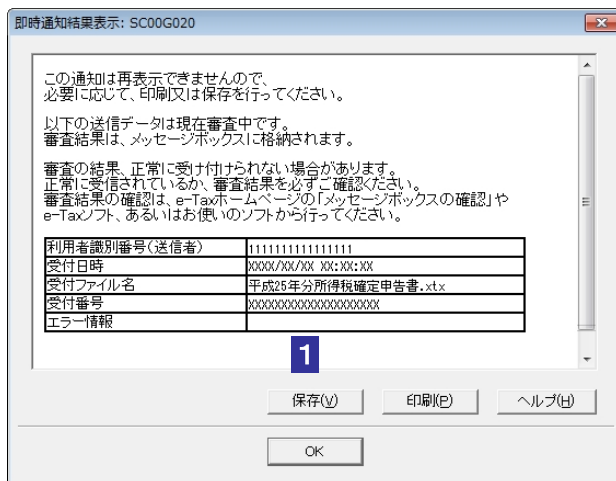 即時通知結果表示: SC00G020
この通知は再表示できませんので、
必要に応じて、印刷又は保存を行ってください。
以下の送信データは現在審査中です。
審査結果は、メッセージボックスに格納されます。
審査の結果、正常に受け付けられない場合があります。
正常に受信されているか、審査結果を必ずご確認ください。
審査結果の確認は、e-Taxホームページの「メッセージボックスの確認」や
e-Taxソフト、あるいはお使いのソフトから行ってください。
利用者識別番号(送信者) 1111111111111111
受付日時 XXXX/XX/XX XX:XX:XX
受付ファイル名 平成25年分所得税確定申告書.xtx
受付番号 XXXXXXXXXXXXXXXXXXXX
エラー情報
1
保存(V) 印刷(P) ヘルプ(H)
OK